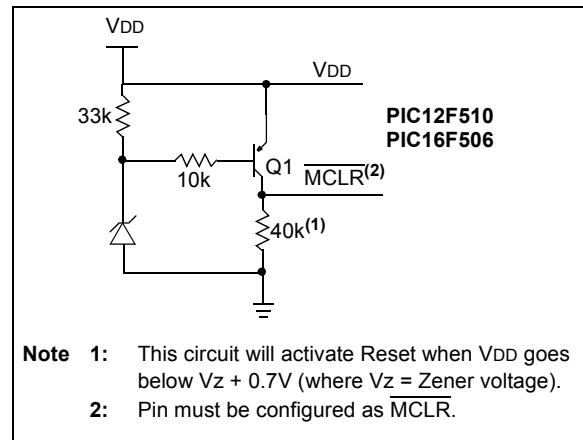 VDD
VDD
33k
PIC12F510
PIC16F506
Q1
MCLR(2)
10k
40k(1)
Note 1: This circuit will activate Reset when VDD goes
below Vz + 0.7V (where Vz = Zener voltage).
2: Pin must be configured as MCLR.